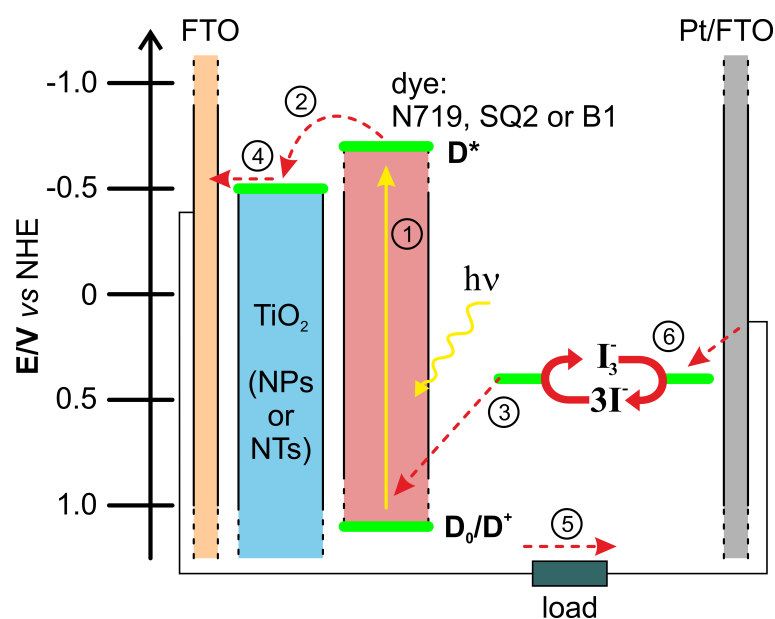 FTO
Pt/FTO
-1.0
dye:
N719, SQ2 or B1
2
4
D*
-0.5
1
E/V vs NHE
hν
0
TiO₂
6
I₃⁻
(NPs
or
NTs)
3I⁻
3
0.5
1.0
D₀/D⁺
5
load